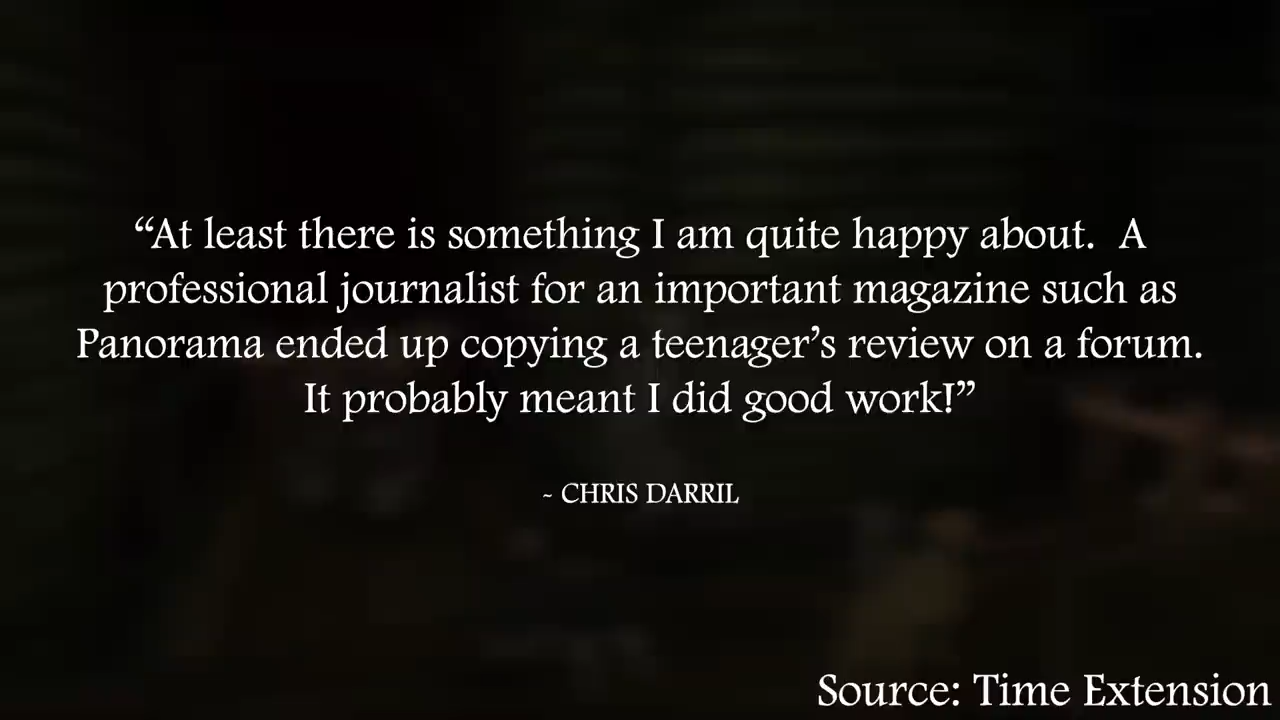 “At least there is something I am quite happy about.  A
professional journalist for an important magazine such as
Panorama ended up copying a teenager’s review on a forum.
It probably meant I did good work!”
~ CHRIS DARRIL
Source: Time Extension